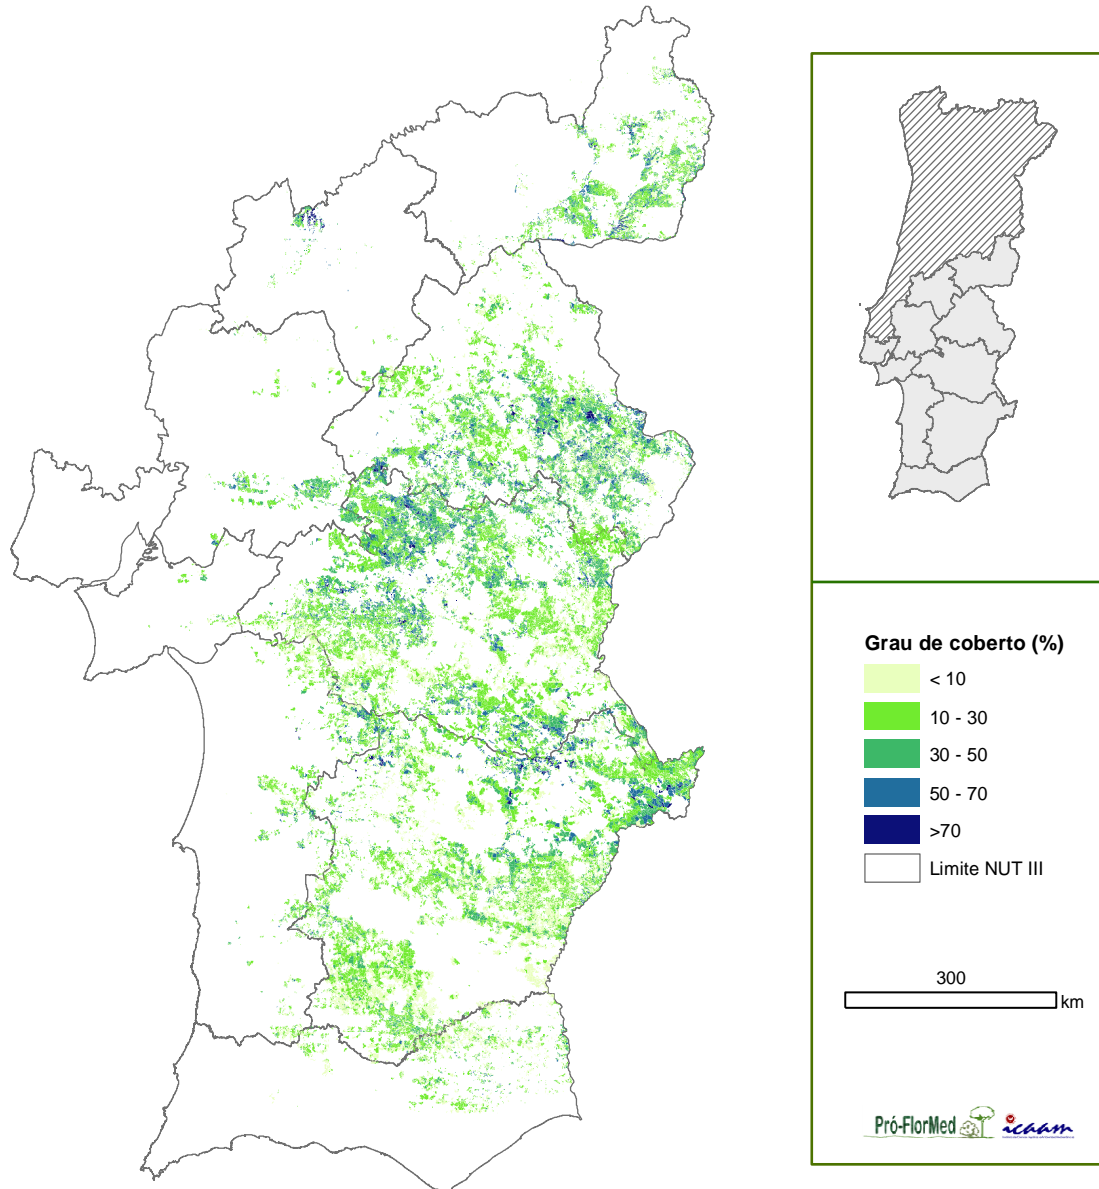 Grau de coberto (%)
< 10
10 - 30
30 - 50
50 - 70
>70
Limite NUT III
300
km
Pró-FlorMed
icaam